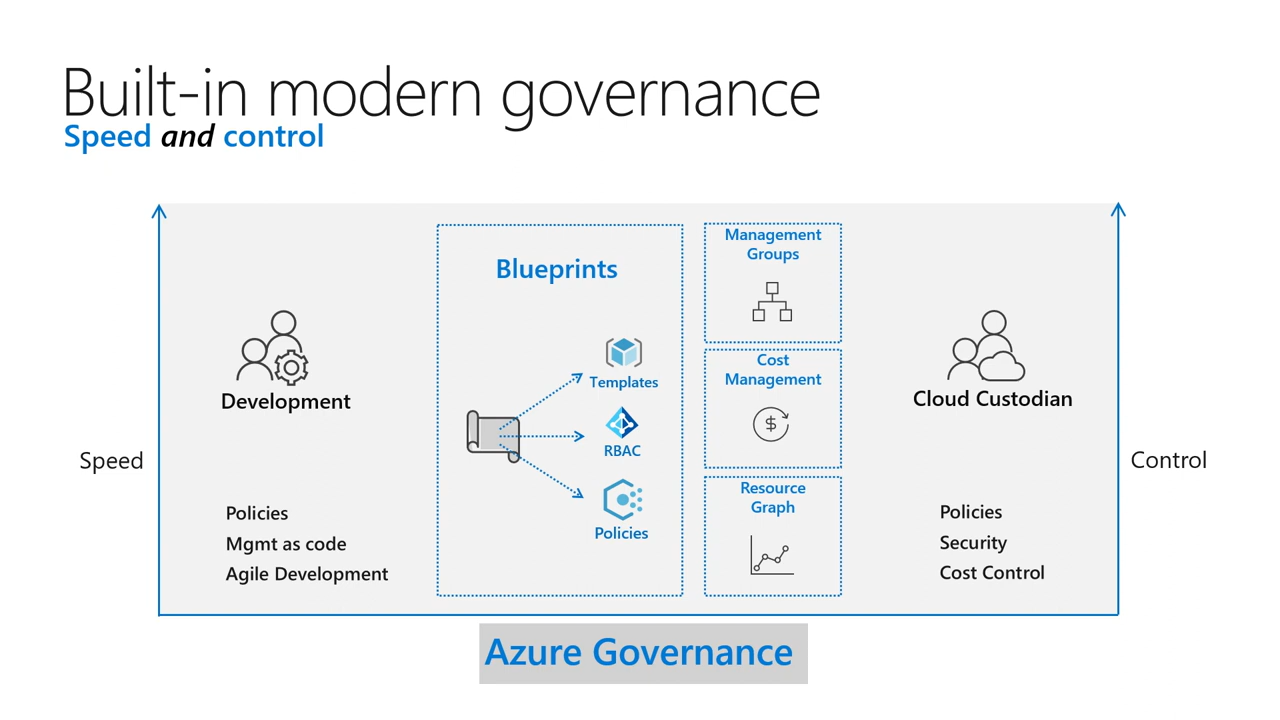 Built-in modern governance
Speed and control
Speed
Development
Policies
Mgmt as code
Agile Development
Blueprints
Templates
RBAC
Policies
Management
Groups
Cost
Management
$
Resource
Graph
Cloud Custodian
Policies
Security
Cost Control
Control
Azure Governance